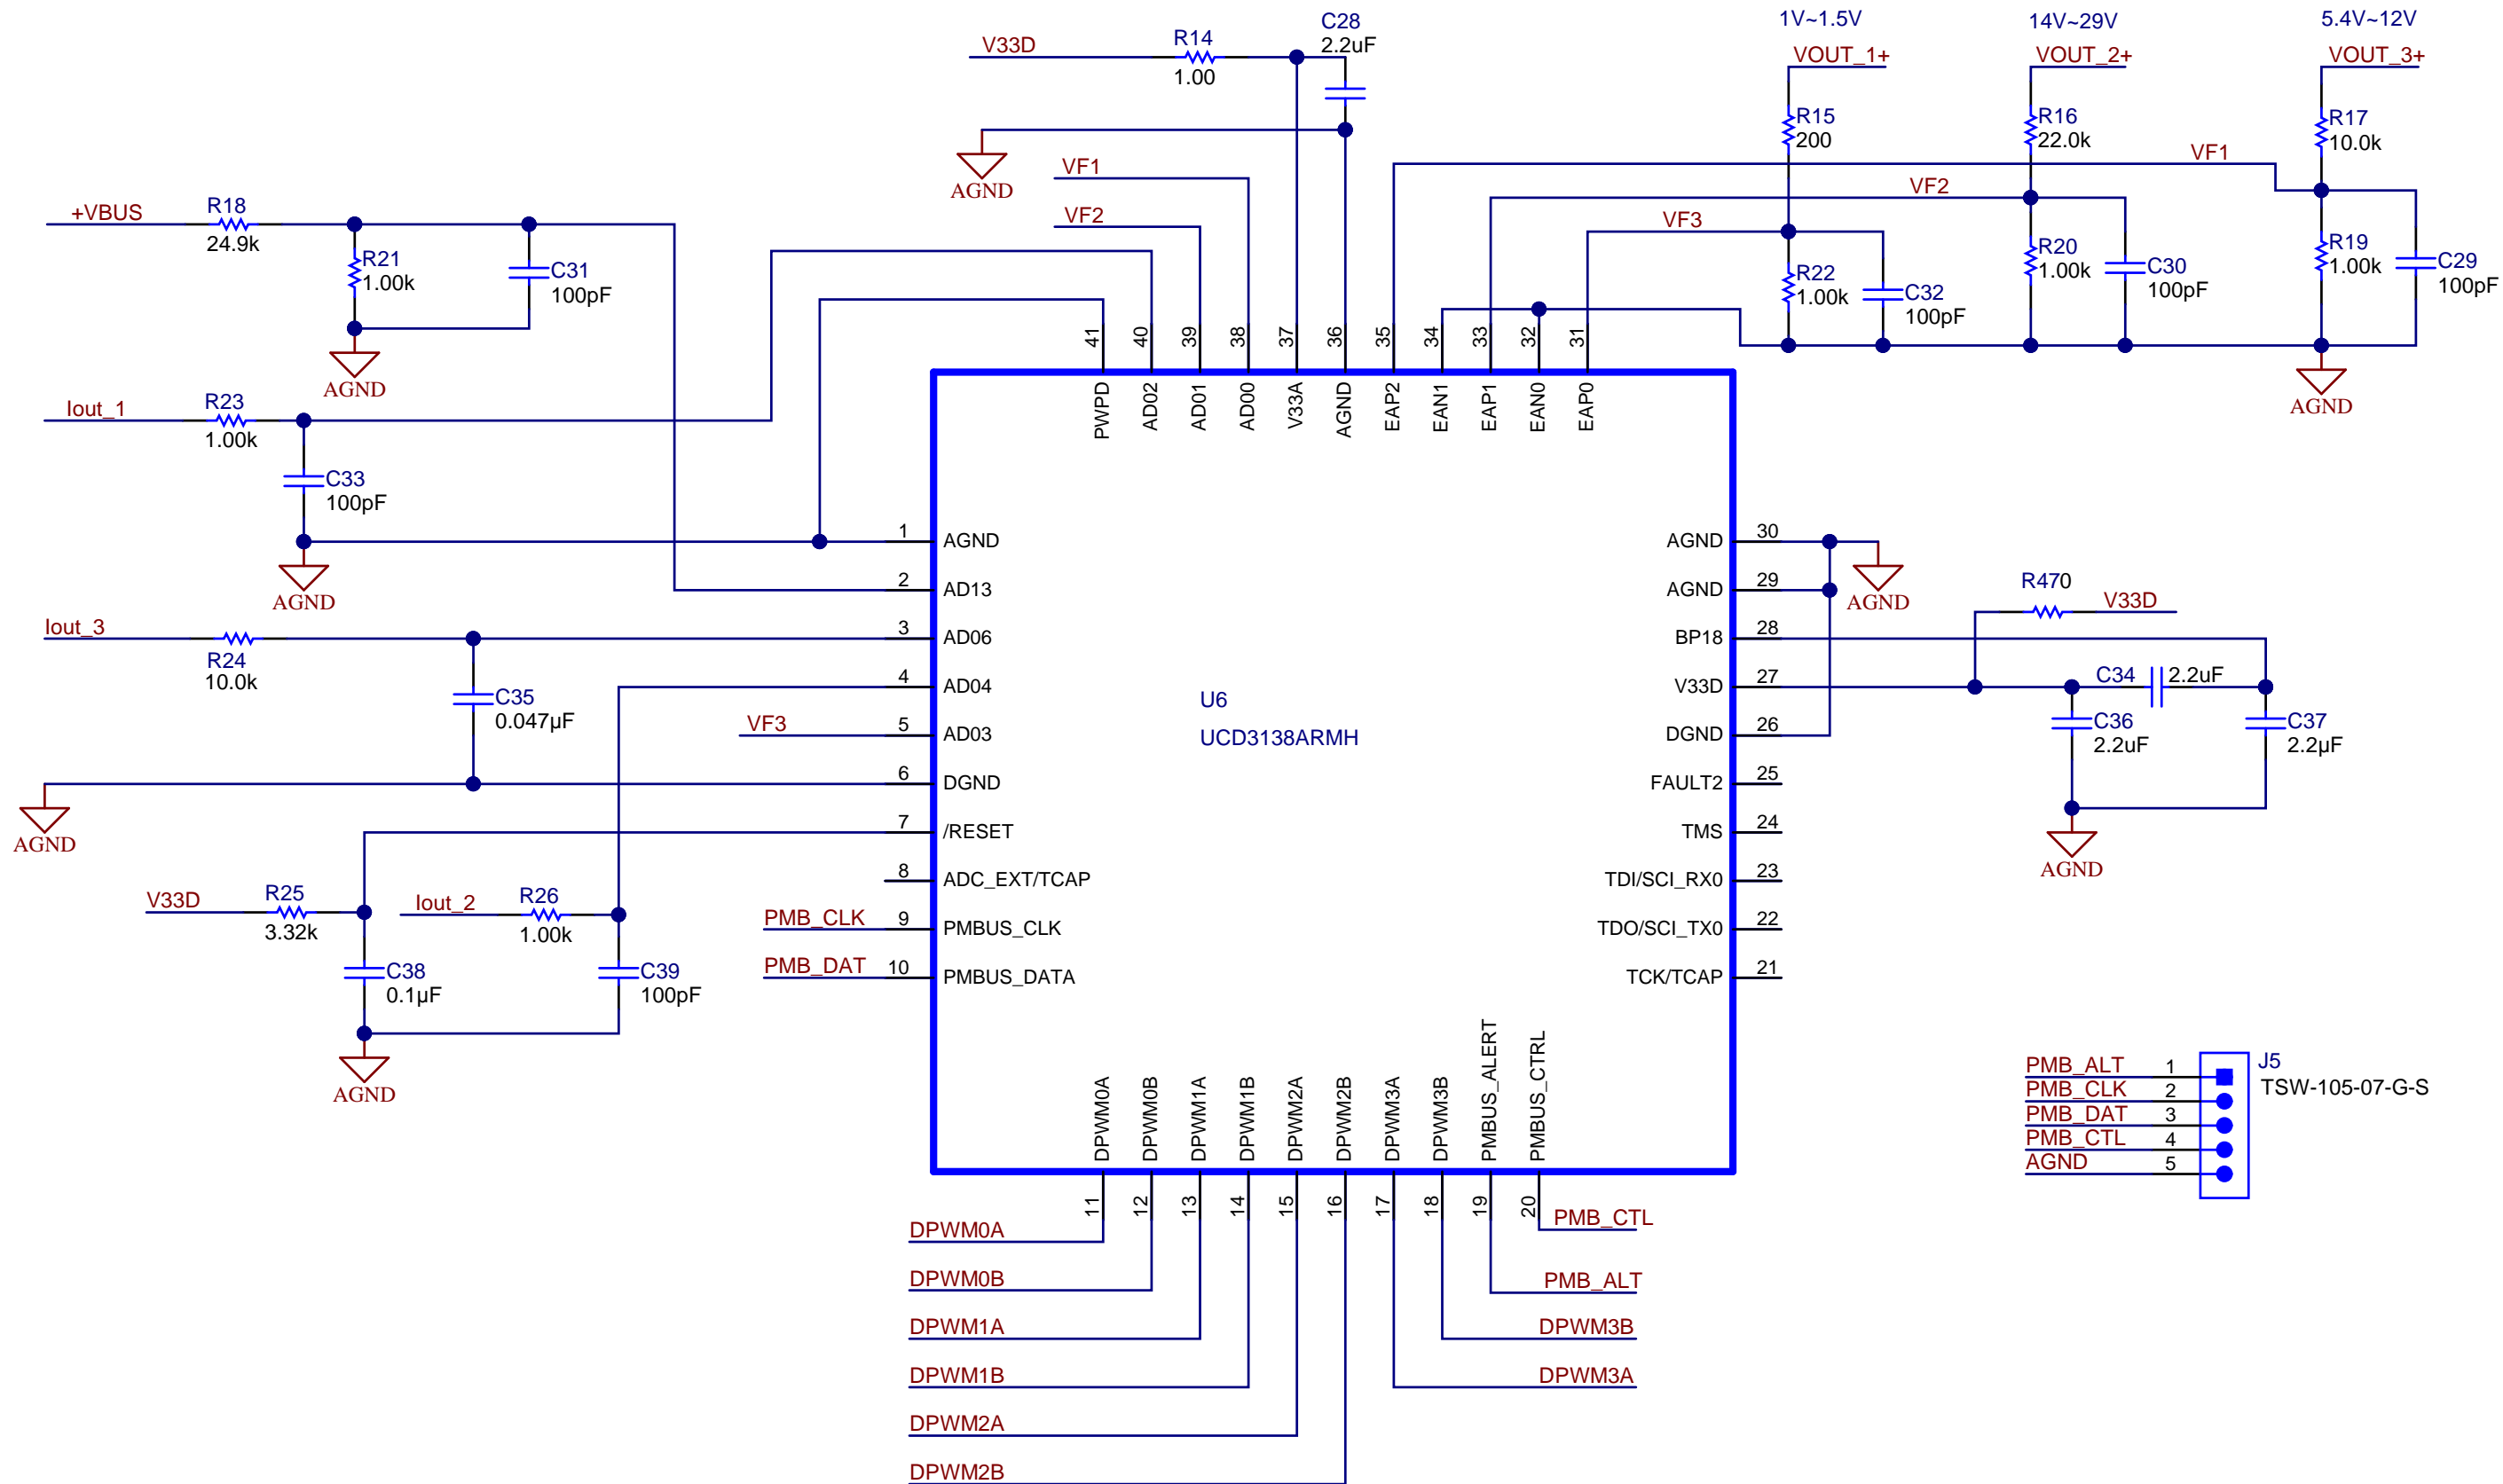 C28
2.2uF
V33D
R14
1.00
AGND
1V~1.5V
14V~29V
5.4V~12V
VOUT_1+
VOUT_2+
VOUT_3+
R15
200
R16
22.0k
R17
10.0k
VF1
VF2
VF1
VF2
VF3
+VBUS
R18
24.9k
R21
1.00k
C31
100pF
AGND
R22
1.00k
C32
100pF
R20
1.00k
C30
100pF
R19
1.00k
C29
100pF
AGND
Iout_1
R23
1.00k
C33
100pF
AGND
41
40
39
38
37
36
35
34
33
32
31
PWPD
AD02
AD01
AD00
V33A
AGND
EAP2
EAN1
EAP1
EAN0
EAP0
1
AGND
2
AD13
3
AD06
4
AD04
5
AD03
6
DGND
7
/RESET
8
ADC_EXT/TCAP
9
PMBUS_CLK
10
PMBUS_DATA
Iout_3
R24
10.0k
C35
0.047µF
VF3
AGND
V33D
R25
3.32k
Iout_2
R26
1.00k
C38
0.1µF
C39
100pF
AGND
PMB_CLK
PMB_DAT
U6
UCD3138ARMH
AGND
30
AGND
29
BP18
28
V33D
27
DGND
26
FAULT2
25
TMS
24
TDI/SCI_RX0
23
TDO/SCI_TX0
22
TCK/TCAP
21
AGND
R470
V33D
C34
2.2uF
C36
2.2uF
C37
2.2µF
AGND
DPWM0A
DPWM0B
DPWM1A
DPWM1B
DPWM2A
DPWM2B
DPWM3A
DPWM3B
PMBUS_ALERT
PMBUS_CTRL
11
12
13
14
15
16
17
18
19
20
DPWM0A
DPWM0B
DPWM1A
DPWM1B
DPWM2A
DPWM2B
PMB_CTL
PMB_ALT
DPWM3B
DPWM3A
J5
TSW-105-07-G-S
PMB_ALT 1
PMB_CLK 2
PMB_DAT 3
PMB_CTL 4
AGND 5